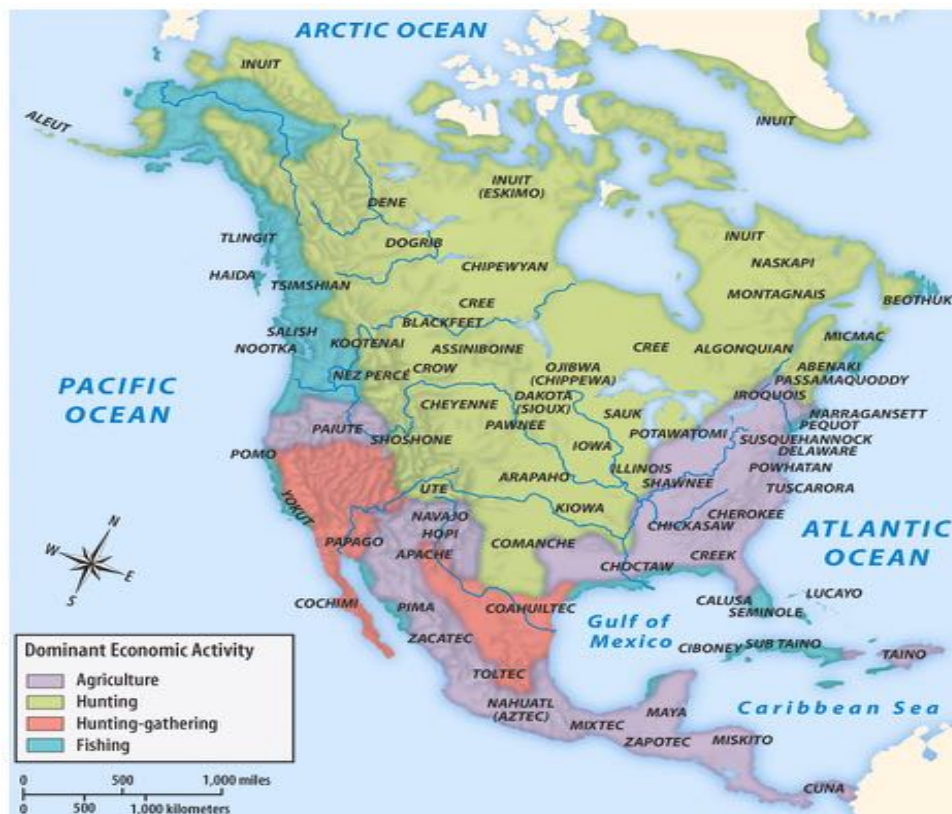 ARCTIC OCEAN
INUIT
ALEUT
INUIT
INUIT
(ESKIMO)
DENE
TLINGIT
DOGRIB
INUIT
HAIDA
TSIMSHIAN
CHIPEWYAN
NASKAPI
CREE
MONTAGNAIS
BEOTHUK
SALISH
BLACKFEET
NOOTKA
KOOTENAI
ASSINIBOINE
CREE
ALGONQUIAN
MICMAC
PACIFIC
OCEAN
NEZ PERCÉ
CROW
OJIBWA
(CHIPPEWA)
ABENAKI
PASSAMAQUODDY
CHEYENNE
DAKOTA
(SIOUX)
IROQUOIS
PAIUTE
SHOSHONE
PAWNEE
SAUK
POTAWATOMI
NARRAGANSETT
PEQUOT
SUSQUEHANNOCK
DELAWARE
POMO
IOWA
ILLINOIS
SHAWNEE
POWHATAN
YOKUT
UTE
ARAPAHO
KIOWA
TUSCARORA
NAVAJO
HOPI
CHEROKEE
CHICKASAW
ATLANTIC
OCEAN
PAPAGO
APACHE
COMANCHE
CHOCTAW
CREEK
N
W
E
S
COCHIMI
PIMA
COAHUILTEC
CALUSA
SEMINOLE
LUCAYO
ZACATEC
Gulf of
Mexico
CIBONEY
SUB TAINO
TAINO
TOLTEC
NAHUATL
(AZTEC)
MIXTEC
MAYA
Caribbean Sea
ZAPOTEC
MISKITO
CUNA
Dominant Economic Activity
Agriculture
Hunting
Hunting-gathering
Fishing
0 500 1,000 miles
0 500 1,000 kilometers